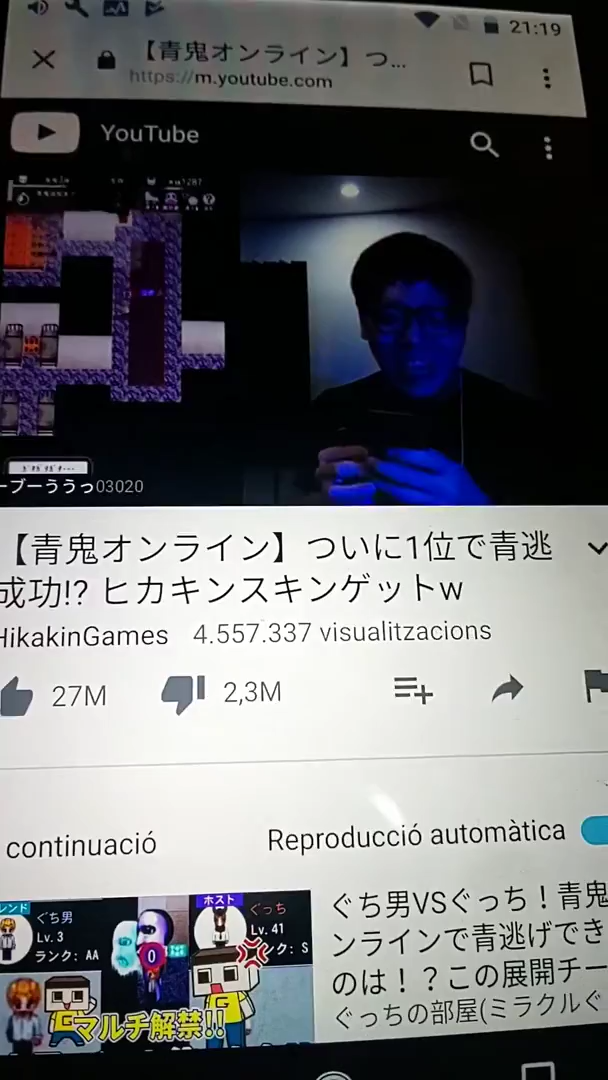 21:19
【青鬼オンライン】つ...
https://m.youtube.com
YouTube
ーブーううっ03020
【青鬼オンライン】ついに1位で青逃
成功!? ヒカキンスキンゲットw
HikakinGames 4.557.337 visualitzacions
27M 2,3M
continuació Reproducció automàtica
レンド
ぐち男
Lv.3
ランク: AA
0
ホスト
ぐっち
Lv.41
ンク: S
マルチ解禁!!
ぐち男VSぐっち！青鬼
ンラインで青逃げでき
のは！？この展開チー
ぐっちの部屋(ミラクルぐ